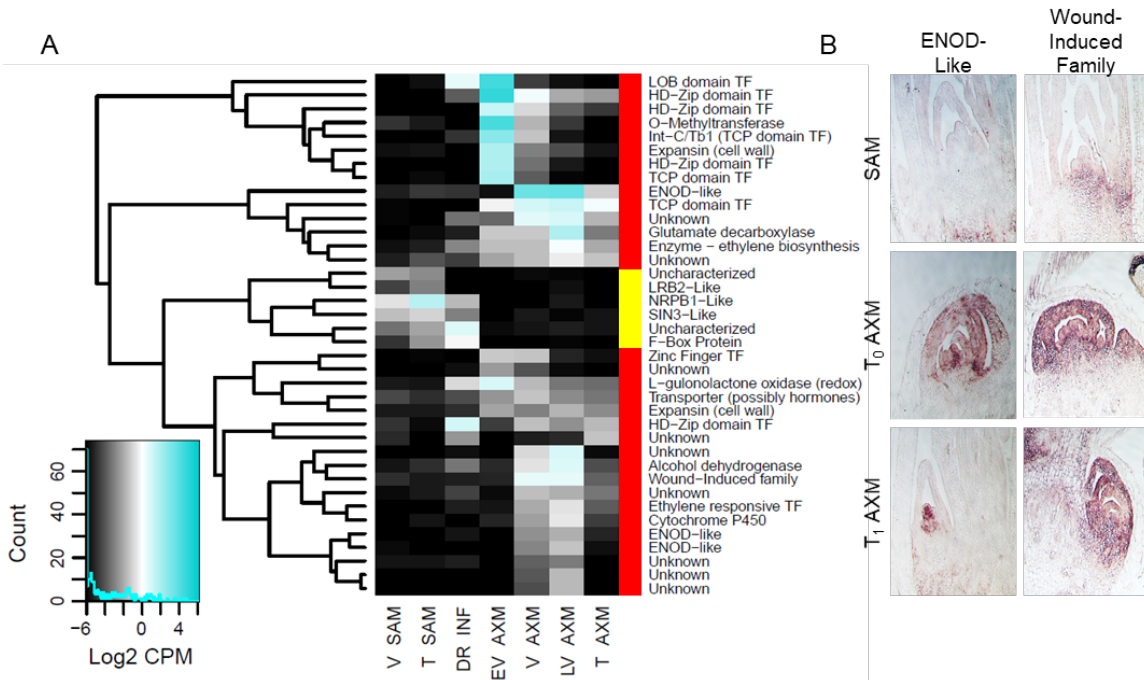 A
B
ENOD-
Like
Wound-
Induced
Family
LOB domain TF
HD-Zip domain TF
HD-Zip domain TF
O-Methyltransferase
Int-C/Tb1 (TCP domain TF)
Expansin (cell wall)
HD-Zip domain TF
TCP domain TF
ENOD-like
TCP domain TF
Unknown
Glutamate decarboxylase
Enzyme - ethylene biosynthesis
Unknown
Uncharacterized
LRB2-Like
NRPB1-Like
SIN3-Like
Uncharacterized
F-Box Protein
Zinc Finger TF
Unknown
L-gulonolactone oxidase (redox)
Transporter (possibly hormones)
Expansin (cell wall)
HD-Zip domain TF
Unknown
Unknown
Alcohol dehydrogenase
Wound-Induced family
Unknown
Ethylene responsive TF
Cytochrome P450
ENOD-like
ENOD-like
Unknown
Unknown
Unknown
V SAM
T SAM
DR INF
EV AXM
V AXM
LV AXM
T AXM
Count
60
40
20
0
-6
0
4
Log2 CPM
SAM
T0 AXM
T1 AXM